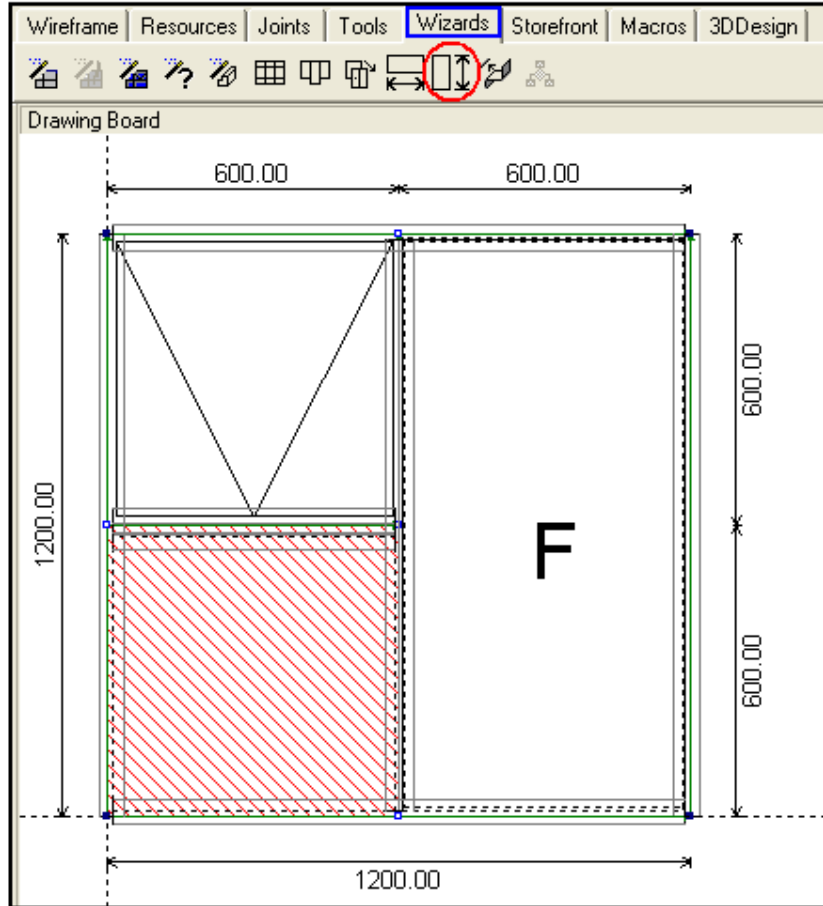 Wireframe Resources Joints Tools Wizards Storefront Macros 3DDesign
Drawing Board
600.00 600.00
600.00
1200.00
F
600.00
1200.00